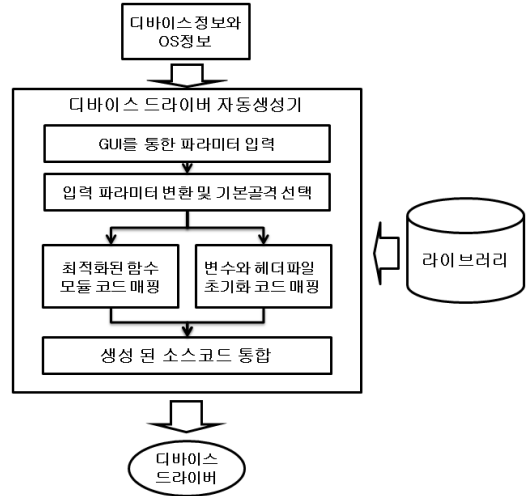 디바이스 정보와
OS정보
디바이스 드라이버 자동생성기
GUI를 통한 파라미터 입력
입력 파라미터 변환 및 기본골격 선택
최적화된 함수
모듈 코드 매핑
변수와 헤더파일
초기화 코드 매핑
생성 된 소스코드 통합
라이브러리
디바이스
드라이버